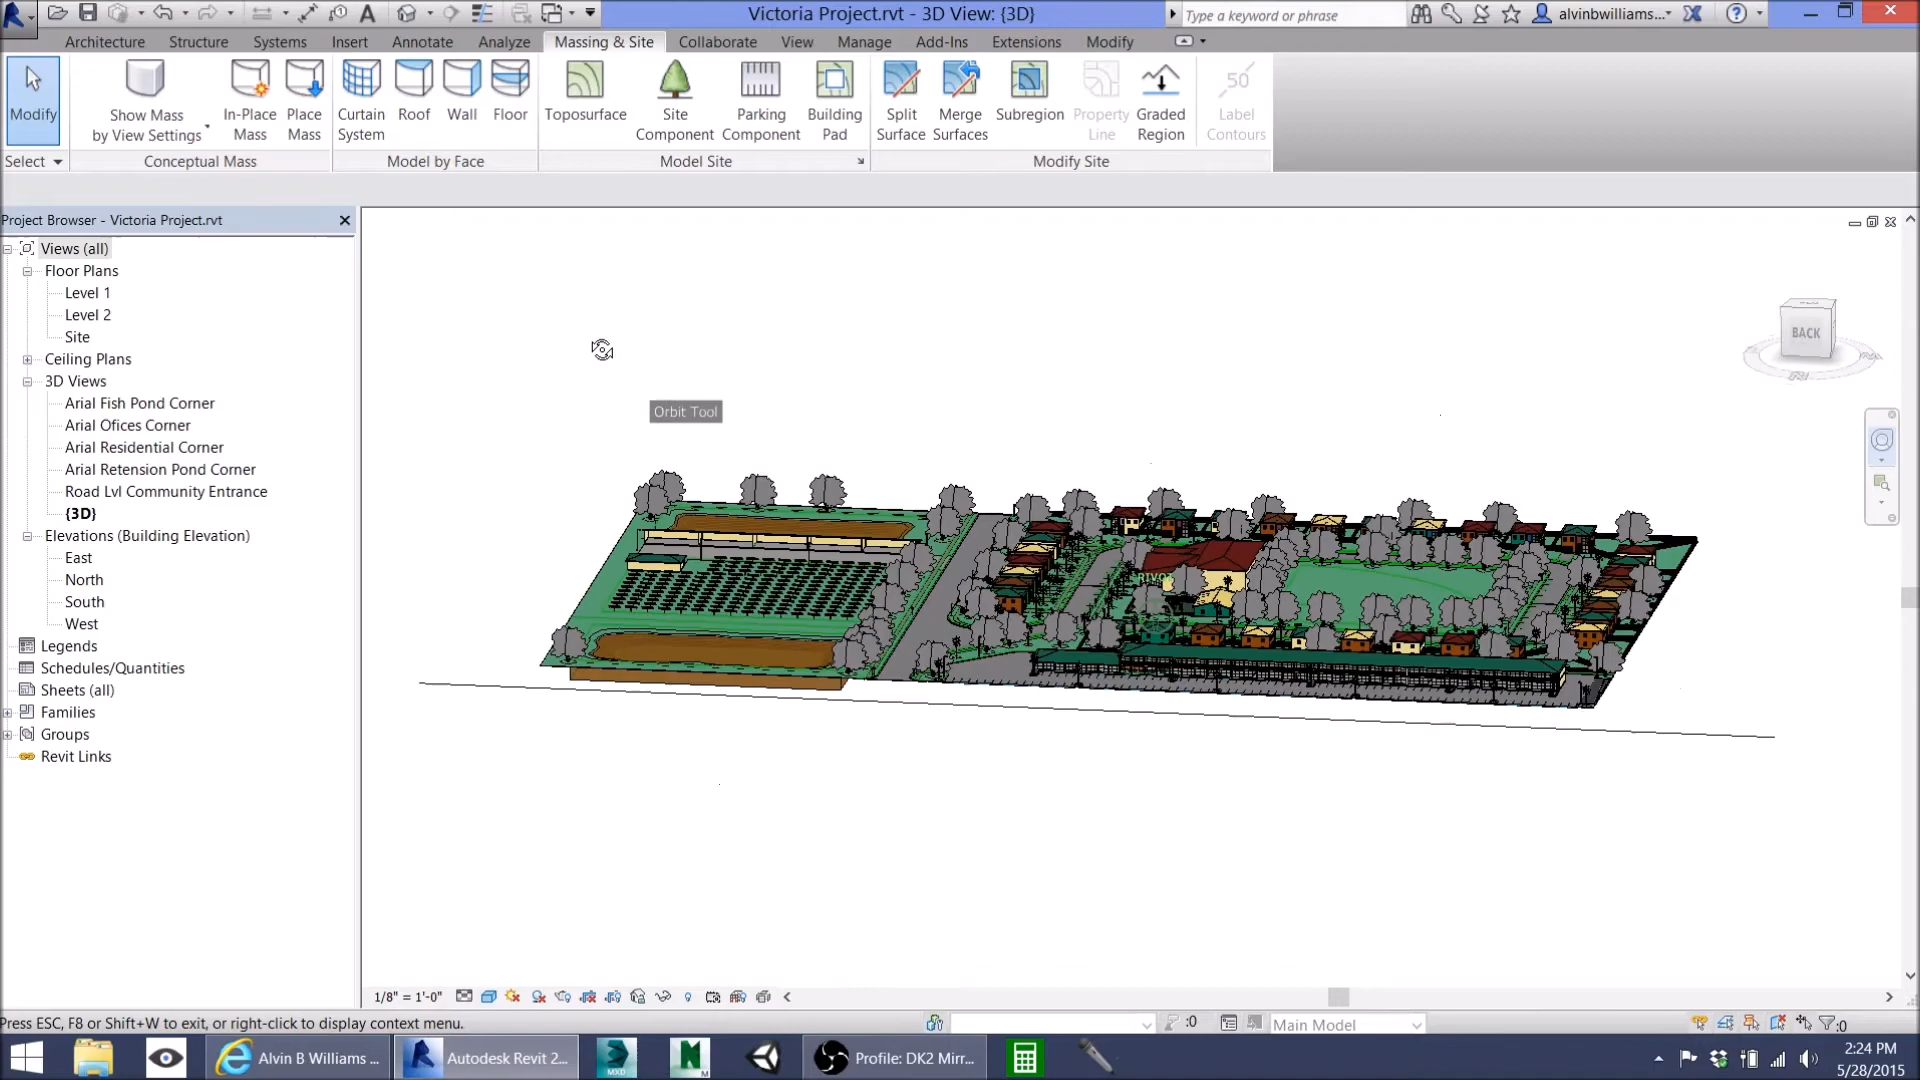 Victoria Project.rvt - 3D View: {3D}
Type a keyword or phrase
alvinbwilliams...
Architecture Structure Systems Insert Annotate Analyze Massing & Site Collaborate View Manage Add-Ins Extensions Modify
Modify
Show Mass
by View Settings
In-Place
Mass
Place
Mass
Curtain
System
Roof
Wall
Floor
Toposurface
Site
Component
Parking
Component
Building
Pad
Split
Surface
Merge
Surfaces
Subregion
Property
Line
Graded
Region
50
Label
Contours
Select
Conceptual Mass
Model by Face
Model Site
Modify Site
Project Browser - Victoria Project.rvt
Views (all)
Floor Plans
Level 1
Level 2
Site
Ceiling Plans
3D Views
Arial Fish Pond Corner
Arial Ofices Corner
Arial Residential Corner
Arial Retension Pond Corner
Road Lvl Community Entrance
{3D}
Elevations (Building Elevation)
East
North
South
West
Legends
Schedules/Quantities
Sheets (all)
Families
Groups
Revit Links
BACK
Orbit Tool
1/8" = 1'-0"
Press ESC, F8 or Shift+W to exit, or right-click to display context menu.
:0
Main Model
:0
Alvin B Williams ...
Autodesk Revit 2...
MXD
M
Profile: DK2 Mirr...
2:24 PM
5/28/2015